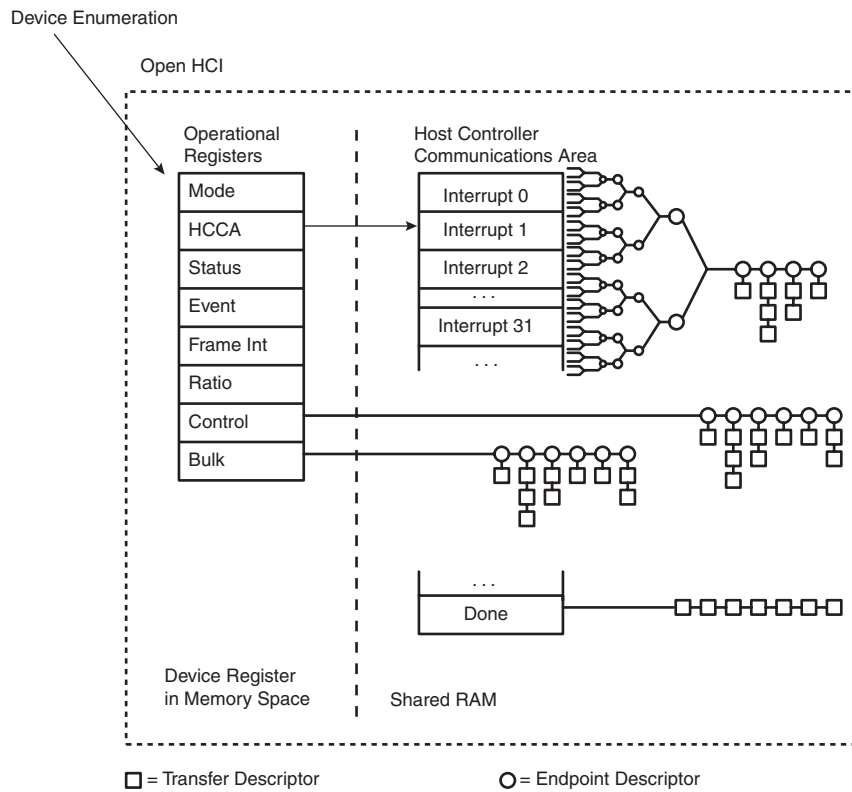 Device Enumeration
Open HCI
Operational
Registers
Mode
HCCA
Status
Event
Frame Int
Ratio
Control
Bulk
Host Controller
Communications Area
Interrupt 0
Interrupt 1
Interrupt 2
. . .
Interrupt 31
. . .
. . .
Done
Device Register
in Memory Space
Shared RAM
= Transfer Descriptor
= Endpoint Descriptor